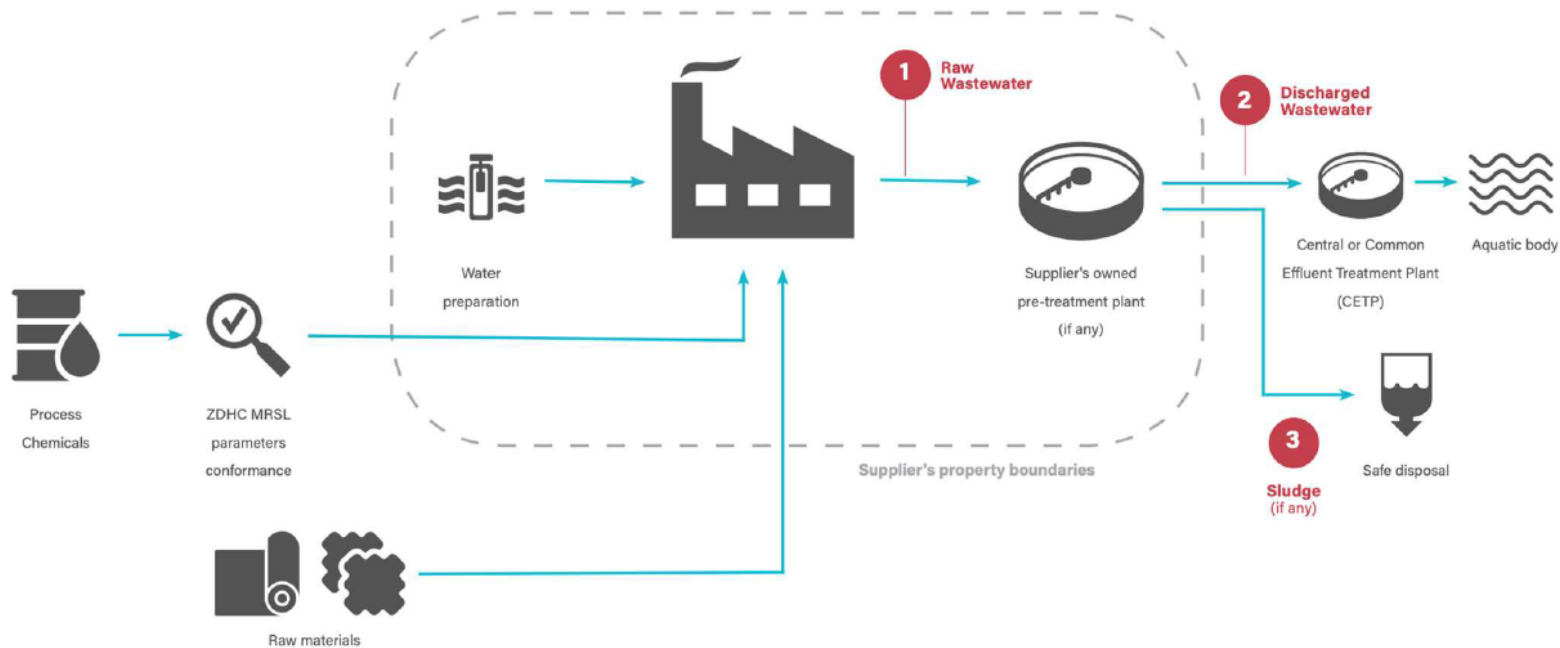 1
Raw
Wastewater
2
Discharged
Wastewater
Water
preparation
Supplier's owned
pre-treatment plant
(if any)
Central or Common
Effluent Treatment Plant
(CETP)
Aquatic body
Process
Chemicals
ZDHC MRSL
parameters
conformance
Supplier's property boundaries
3
Sludge
(if any)
Safe disposal
Raw materials